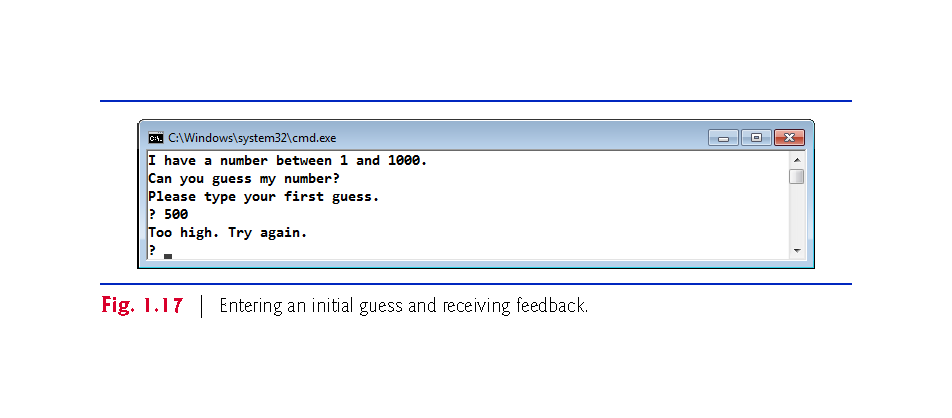 C:\Windows\system32\cmd.exe
I have a number between 1 and 1000.
Can you guess my number?
Please type your first guess.
? 500
Too high. Try again.
?
Fig. 1.17 | Entering an initial guess and receiving feedback.